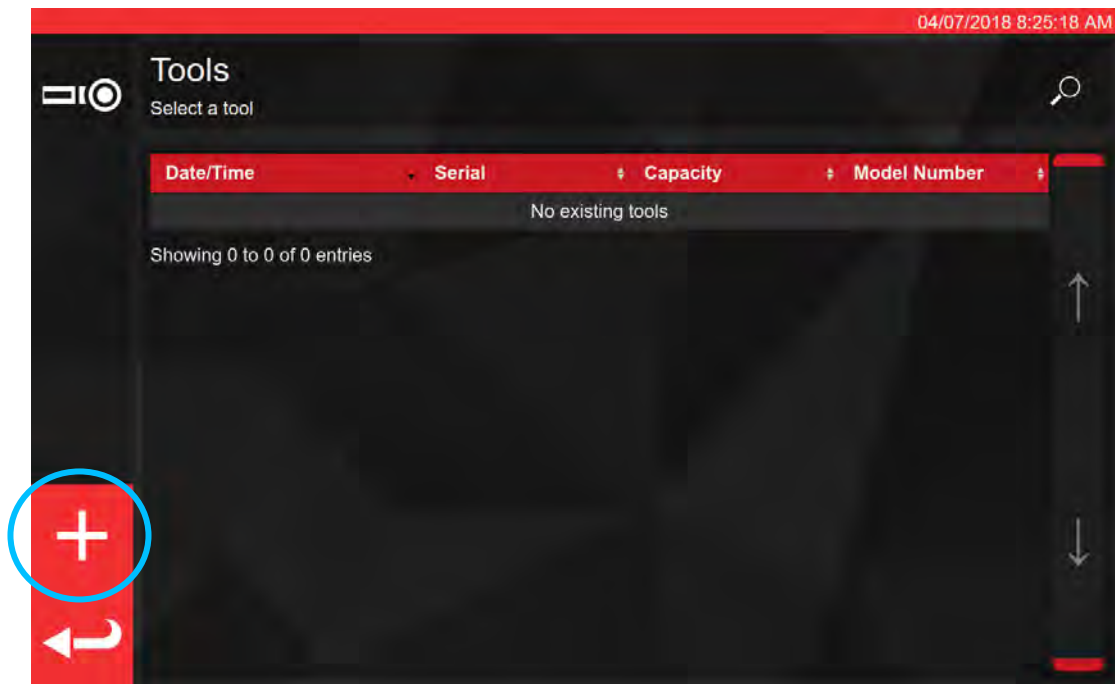 04/07/2018 8:25:18 AM
Tools
Select a tool
Date/Time Serial Capacity Model Number
No existing tools
Showing 0 to 0 of 0 entries